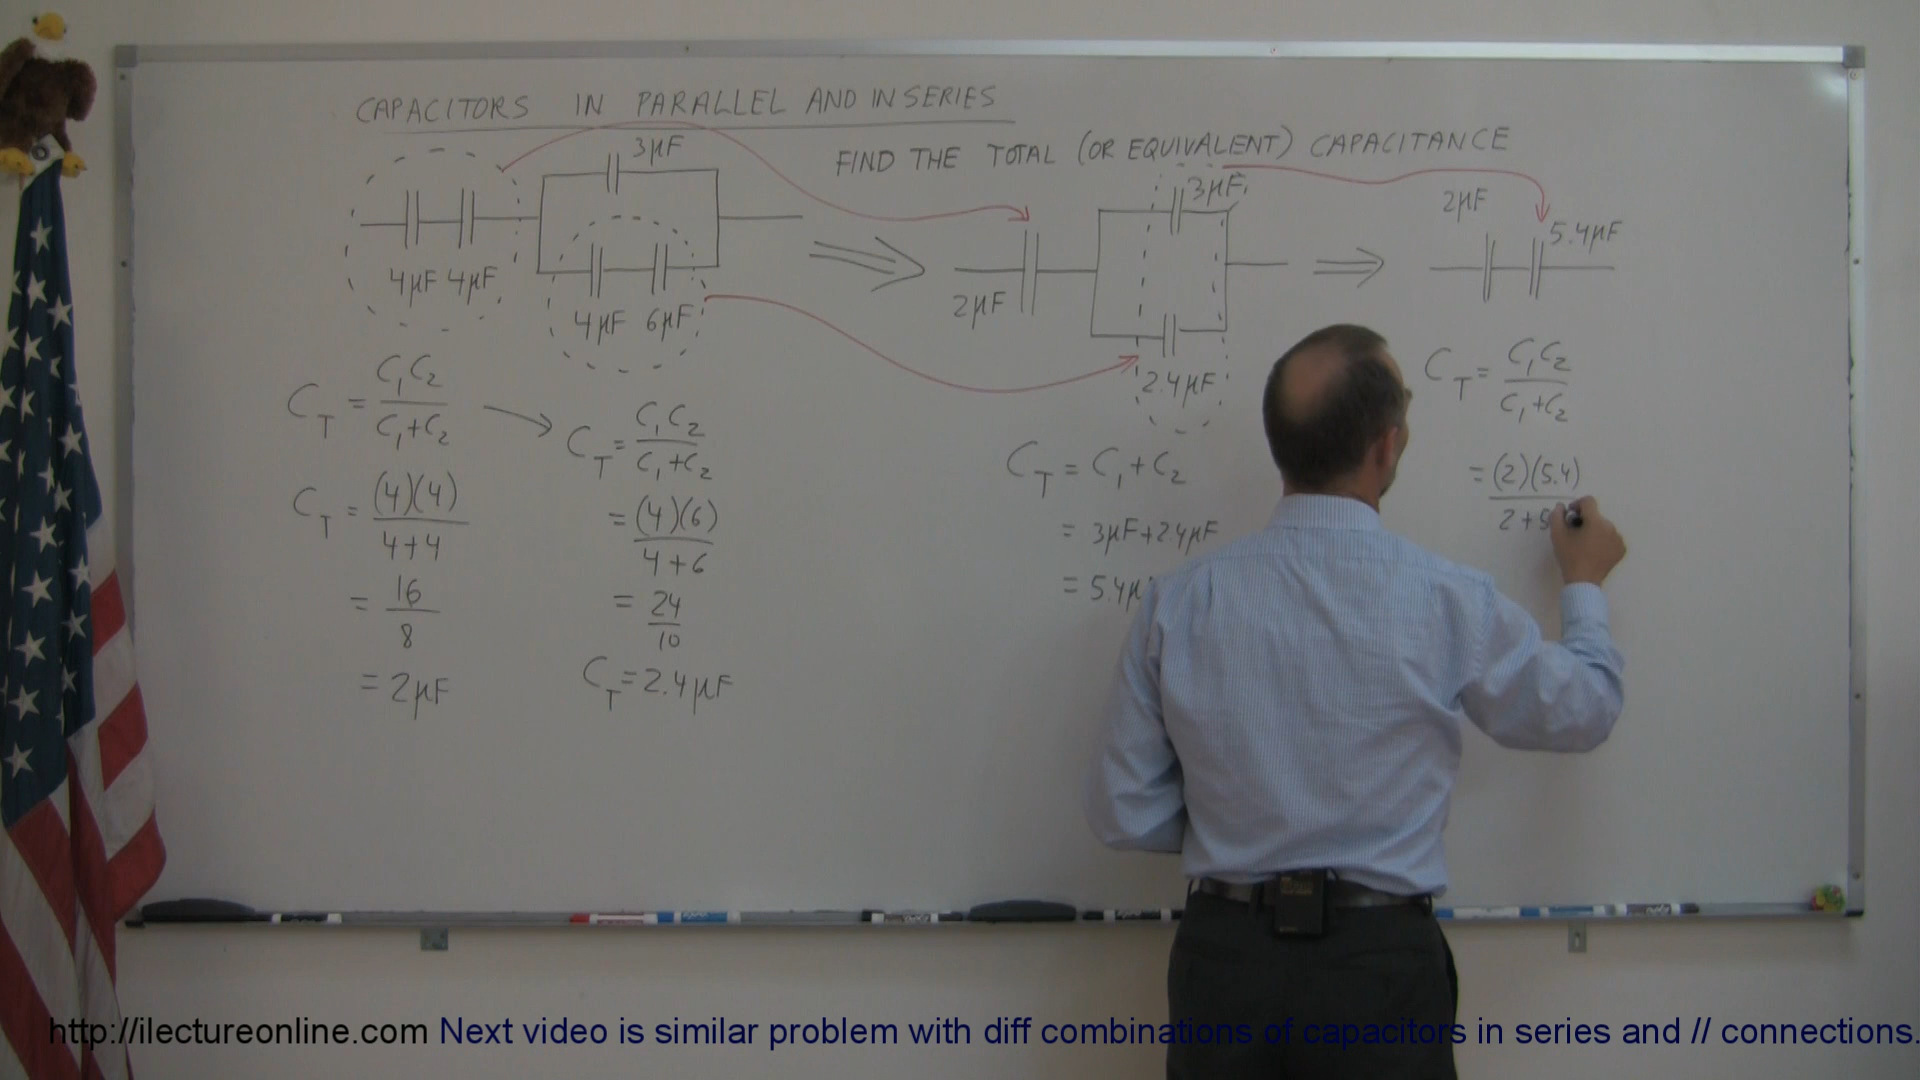 CAPACITORS IN PARALLEL AND IN SERIES
FIND THE TOTAL (OR EQUIVALENT) CAPACITANCE
3µF
4µF 4µF
4µF 6µF
2µF
3µF
2.4µF
2µF
5.4µF
C_T = C₁C₂ / C₁+C₂
C_T = (4)(4) / 4+4
= 16 / 8
= 2µF
C_T = C₁C₂ / C₁+C₂
= (4)(6) / 4+6
= 24 / 10
C_T = 2.4µF
C_T = C₁+C₂
= 3µF+2.4µF
= 5.4µ
C_T = C₁C₂ / C₁+C₂
= (2)(5.4) / 2+5
http://ilectureonline.com Next video is similar problem with diff combinations of capacitors in series and // connections.